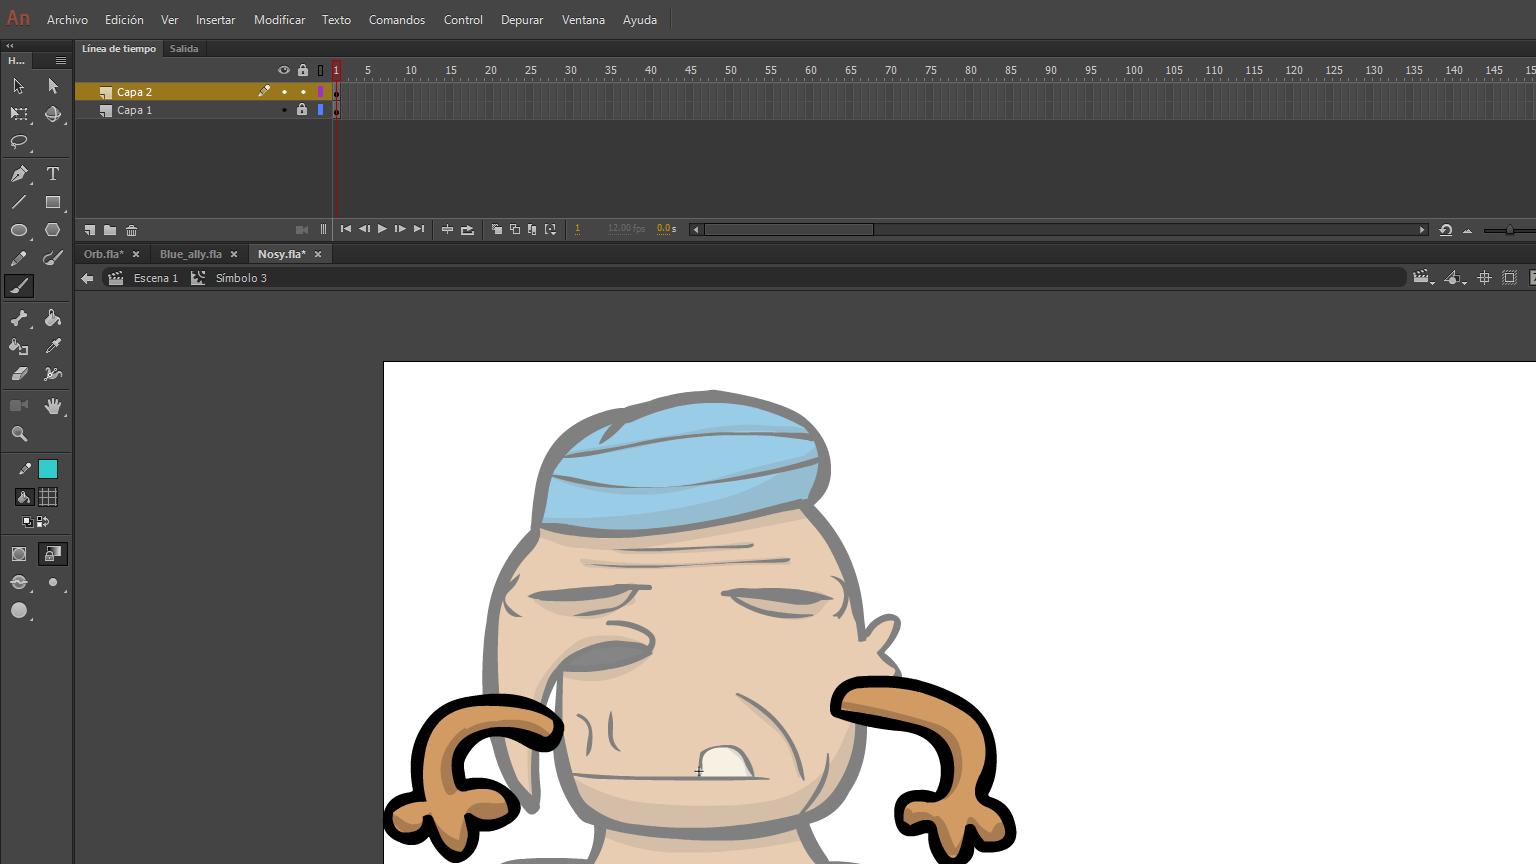 An Archivo Edición Ver Insertar Modificar Texto Comandos Control Depurar Ventana Ayuda
H... Línea de tiempo Salida
1 5 10 15 20 25 30 35 40 45 50 55 60 65 70 75 80 85 90 95 100 105 110 115 120 125 130 135 140 145
Capa 2
Capa 1
T
1 12.00 fps 0.0 s
Orb.fla* Blue_ally.fla Nosy.fla*
Escena 1 Símbolo 3